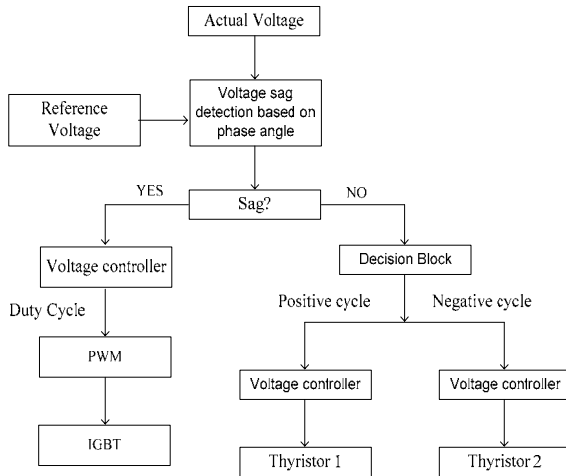 Actual Voltage
Voltage sag
detection based on
phase angle
Reference
Voltage
YES
Sag?
NO
Voltage controller
Decision Block
Duty Cycle
Positive cycle
Negative cycle
PWM
Voltage controller
Voltage controller
IGBT
Thyristor 1
Thyristor 2